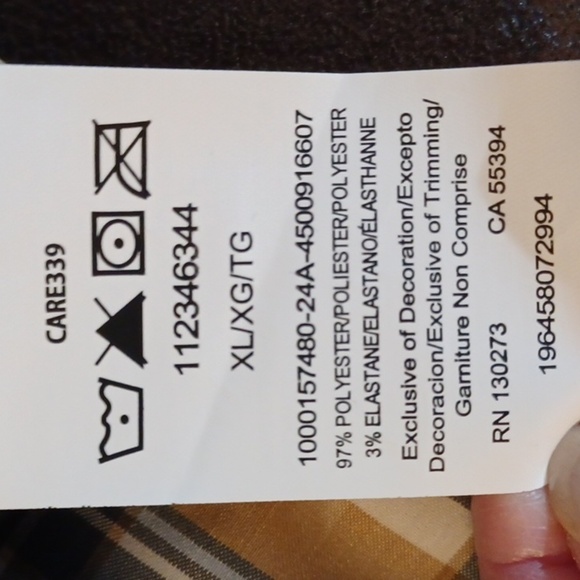 CARE339
112346344
XL/XG/TG
1000157480-24A-4500916607
97% POLYESTER/POLIESTER/POLYESTER
3% ELASTANE/ELASTANO/ÉLASTHANNE
Exclusive of Decoration/Excepto
Decoracion/Exclusive of Trimming/
Garniture Non Comprise
RN 130273 CA 55394
196458072994